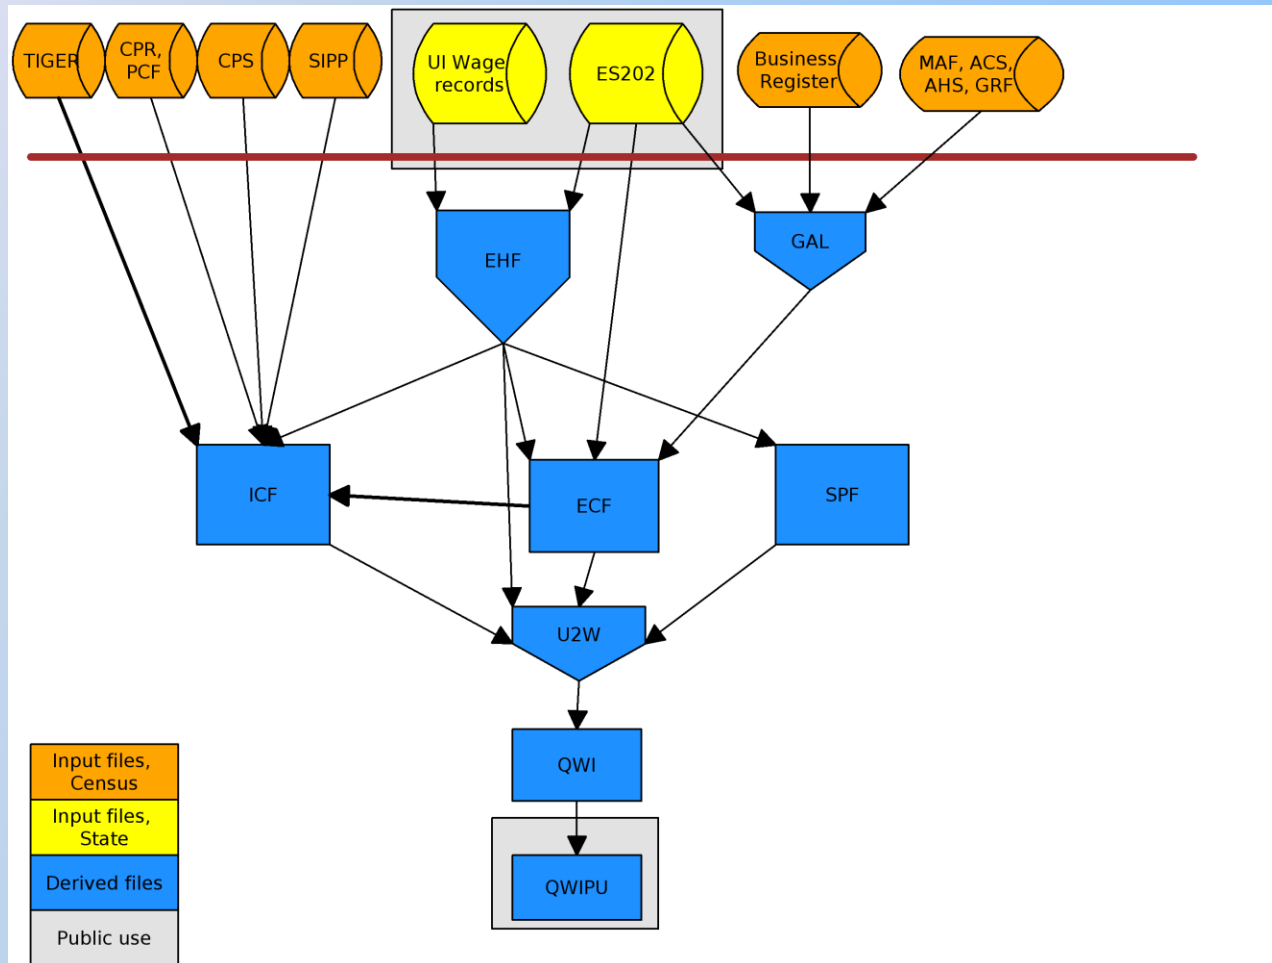 TIGER
CPR,
PCF
CPS
SIPP
UI Wage
records
ES202
Business
Register
MAF, ACS,
AHS, GRF
EHF
GAL
ICF
ECF
SPF
U2W
QWI
QWIPU
Input files,
Census
Input files,
State
Derived files
Public use